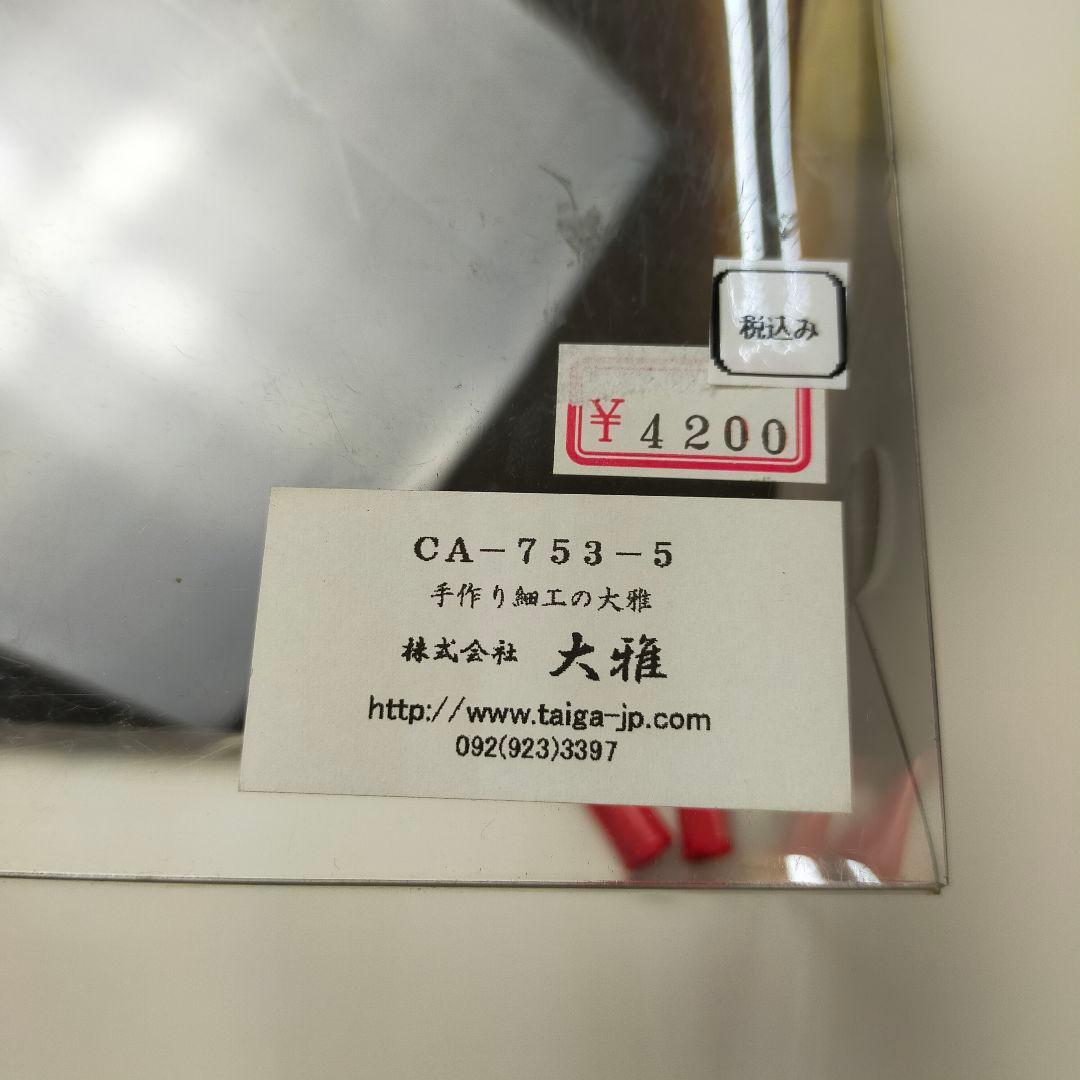 税込み
¥4200
CA-753-5
手作り細工の大雅
株式会社 大雅
http://www.taiga-jp.com
092(923)3397